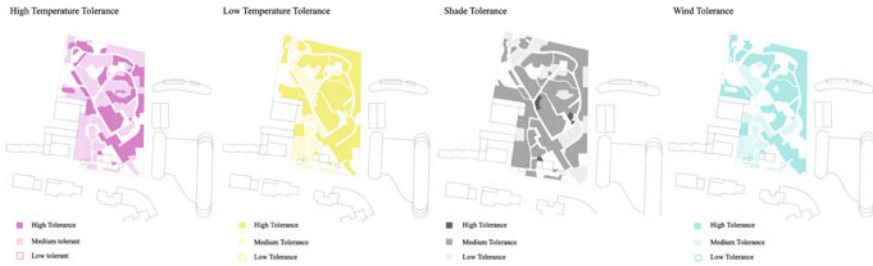 High Temperature Tolerance
Low Temperature Tolerance
Shade Tolerance
Wind Tolerance
High Tolerance
Medium tolerant
Low tolerant
High Tolerance
Medium Tolerance
Low Tolerance
High Tolerance
Medium Tolerance
Low Tolerance
High Tolerance
Medium Tolerance
Low Tolerance